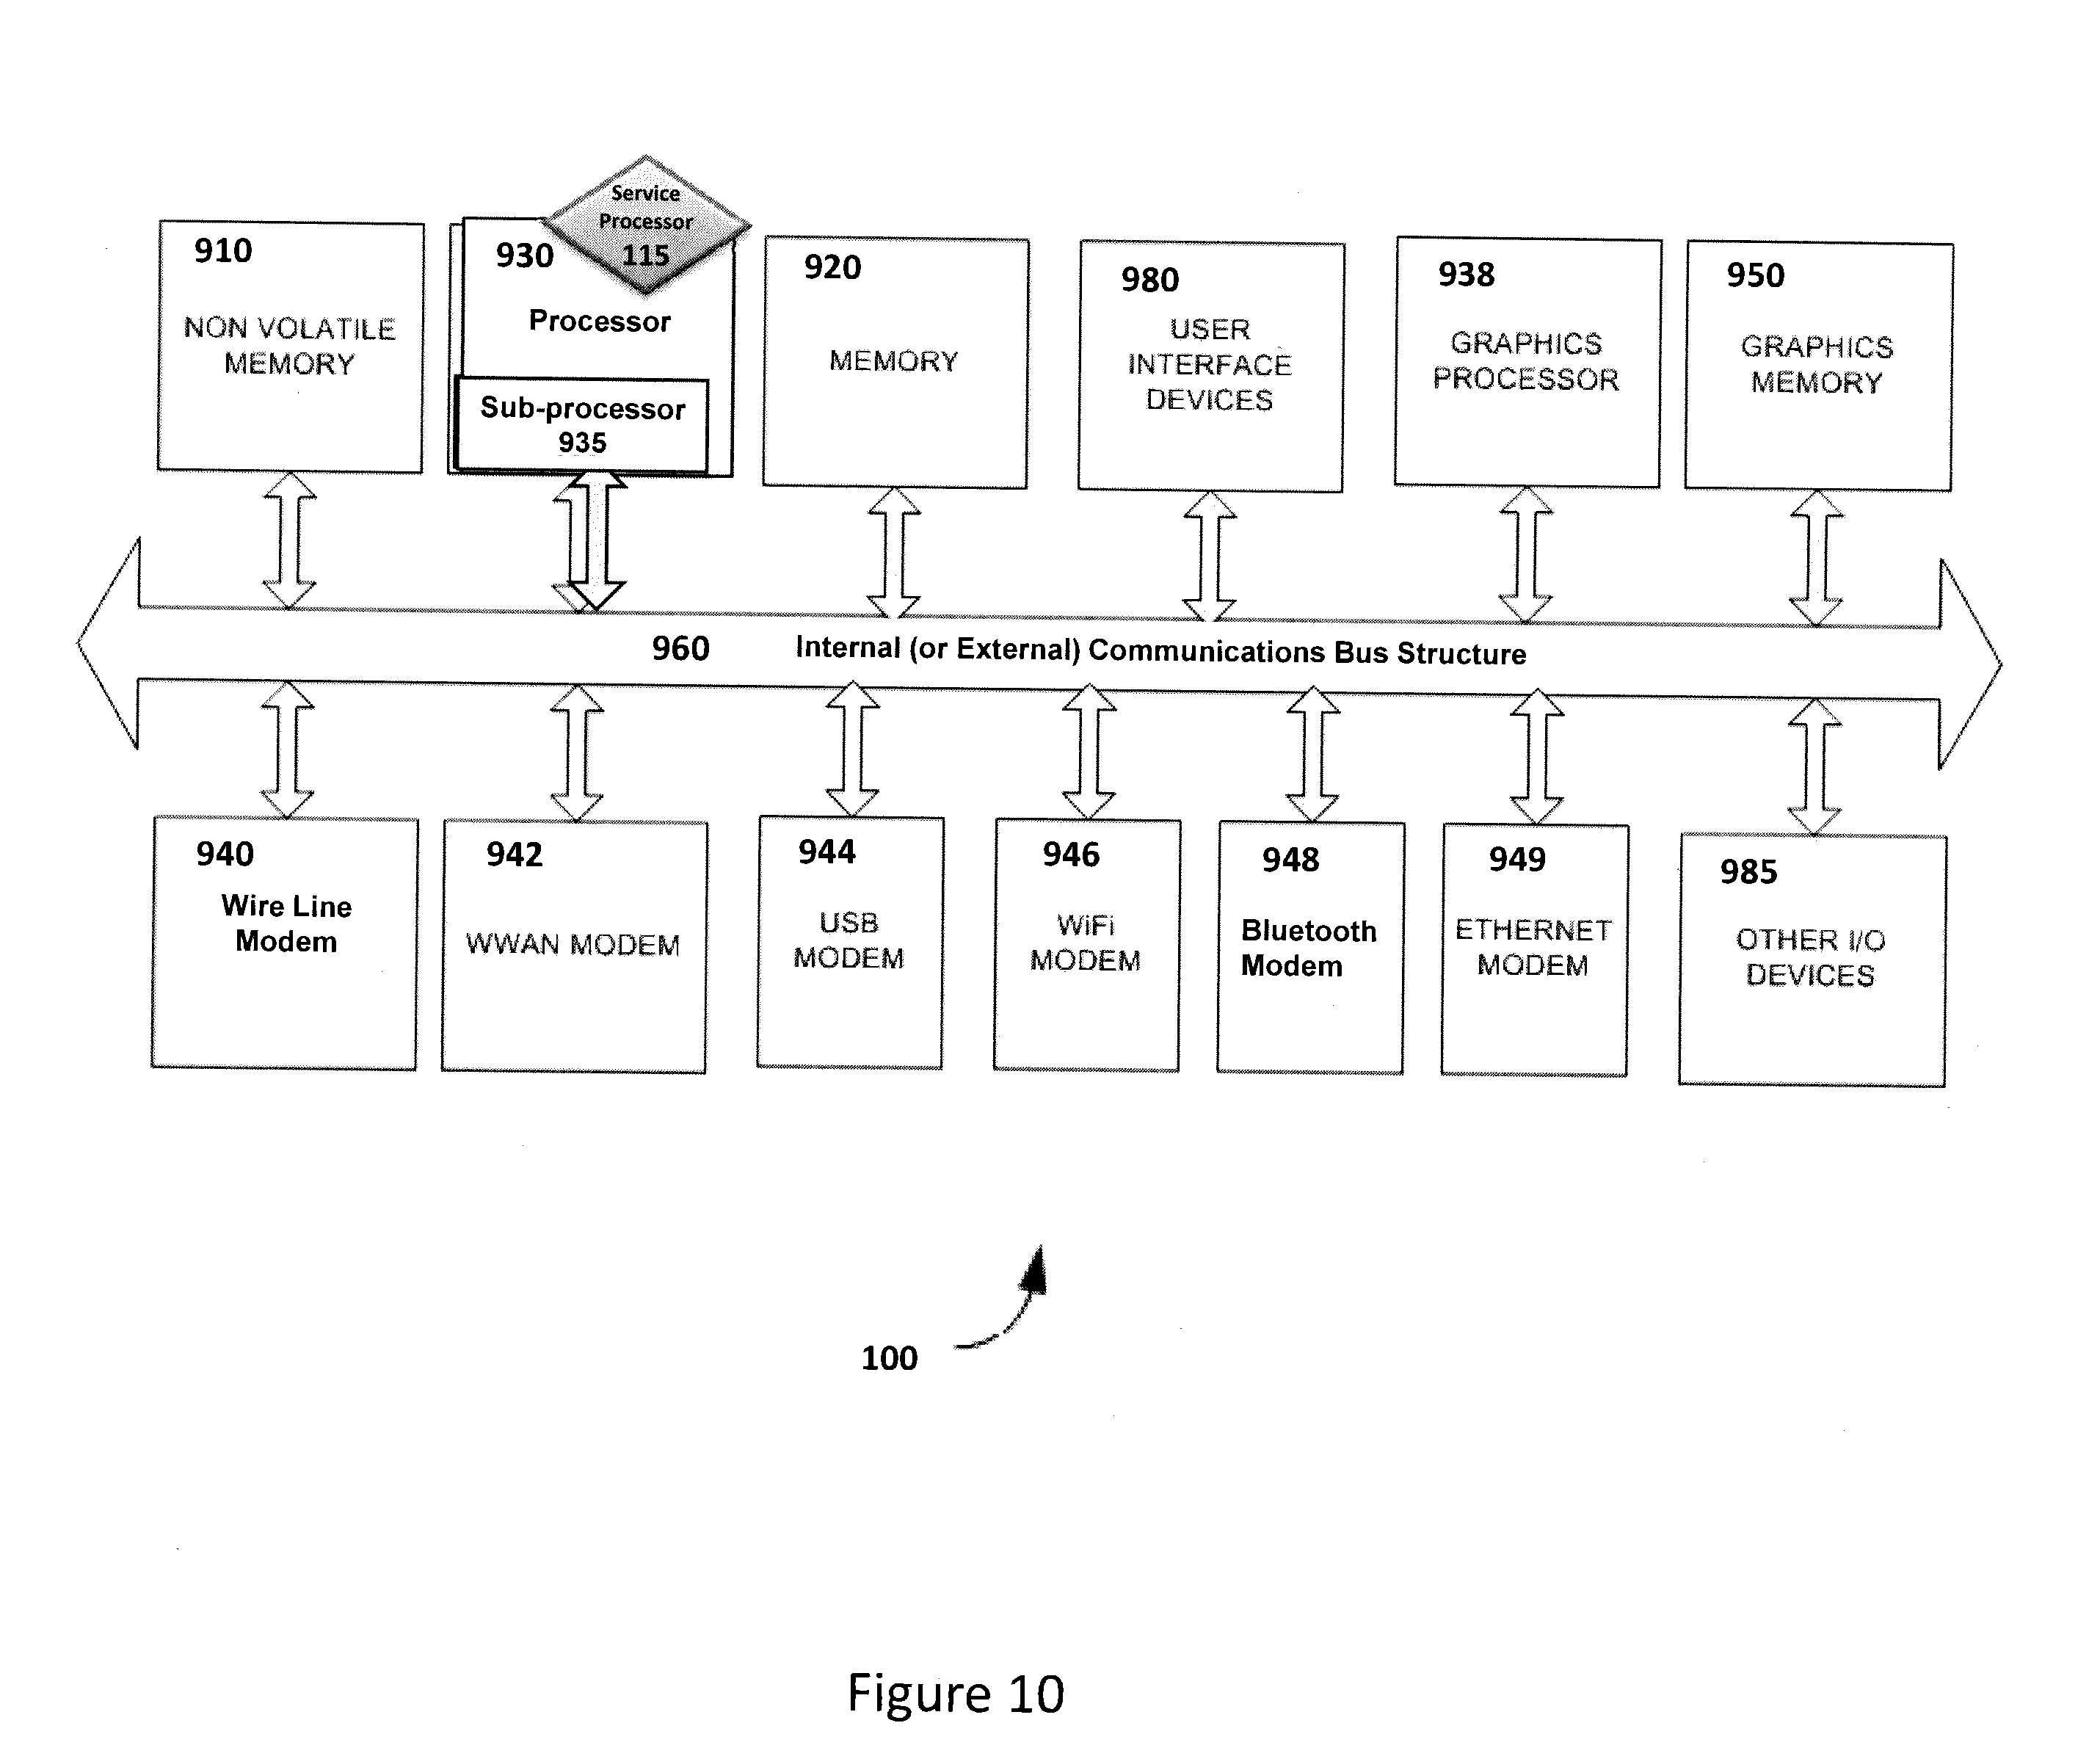 Service
Processor
115
910
NON VOLATILE
MEMORY
930
Processor
Sub-processor
935
920
MEMORY
980
USER
INTERFACE
DEVICES
938
GRAPHICS
PROCESSOR
950
GRAPHICS
MEMORY
960 Internal (or External) Communications Bus Structure
940
Wire Line
Modem
942
WWAN MODEM
944
USB
MODEM
946
WiFi
MODEM
948
Bluetooth
Modem
949
ETHERNET
MODEM
985
OTHER I/O
DEVICES
100
Figure 10